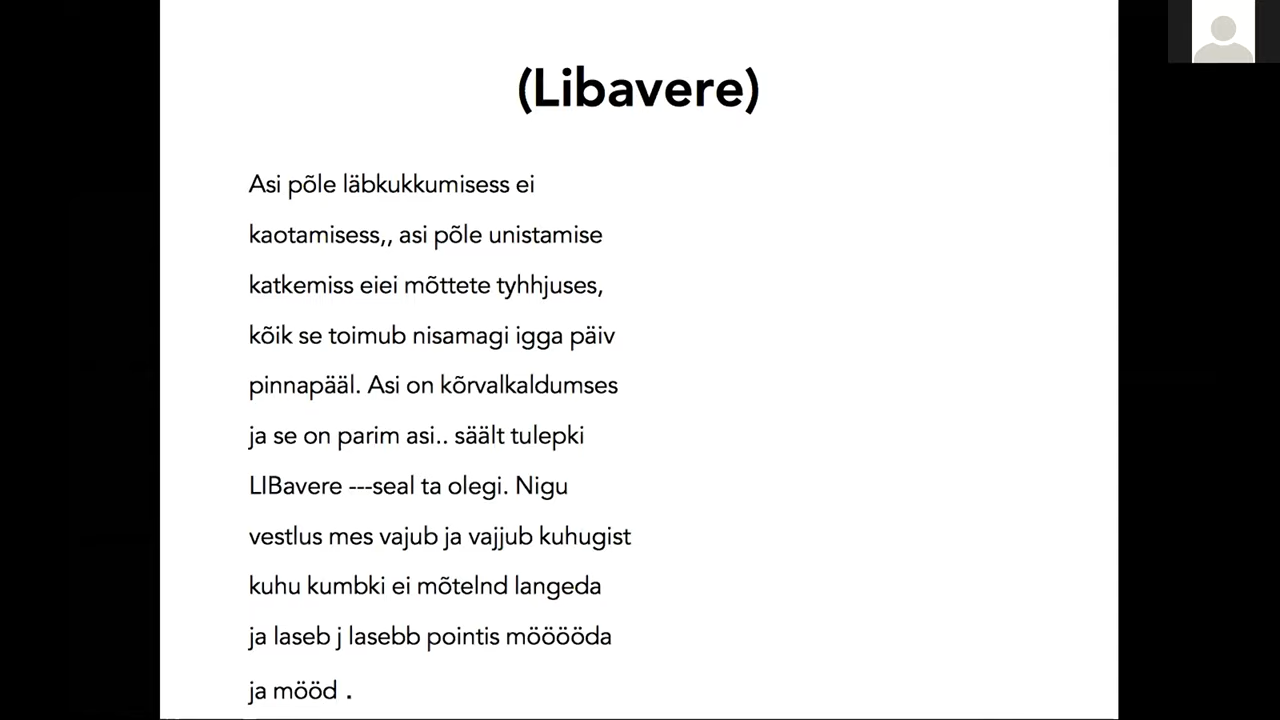 (Libavere)
Asi põle läbkukkumisess ei
kaotamisess,, asi põle unistamise
katkemiss eiei mõttete tyhhjuses,
kõik se toimub nisamagi igga päiv
pinnapääl. Asi on kõrvalkaldumses
ja se on parim asi.. säält tulepki
LIBavere ---seal ta olegi. Nigu
vestlus mes vajub ja vajjub kuhugist
kuhu kumbki ei mõtelnd langeda
ja laseb j lasebb pointis mööööda
ja mööd .